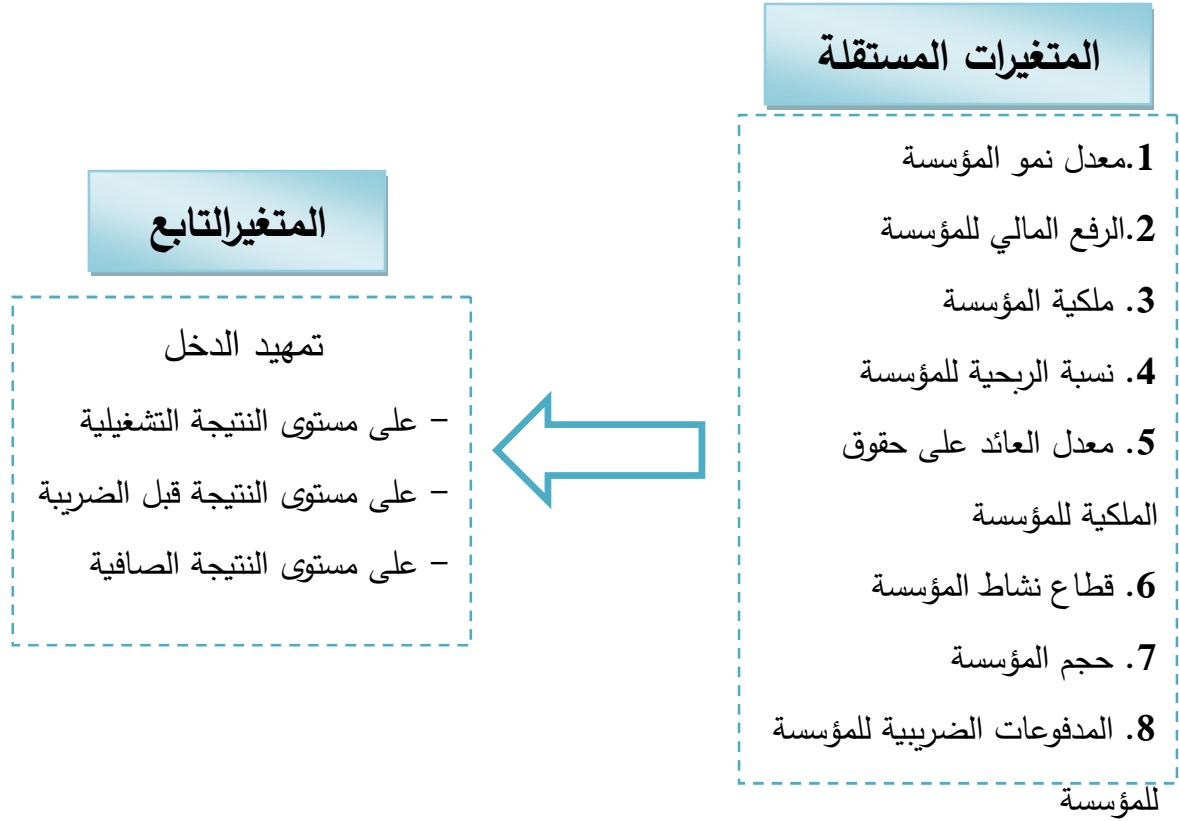 المتغيرات المستقلة
1.معدل نمو المؤسسة
2.الرفع المالي للمؤسسة
3. ملكية المؤسسة
4. نسبة الربحية للمؤسسة
5. معدل العائد على حقوق
الملكية للمؤسسة
6. قطاع نشاط المؤسسة
7. حجم المؤسسة
8. المدفوعات الضريبية للمؤسسة
للمؤسسة
المتغيرالتابع
تمهيد الدخل
- على مستوى النتيجة التشغيلية
- على مستوى النتيجة قبل الضريبة
- على مستوى النتيجة الصافية